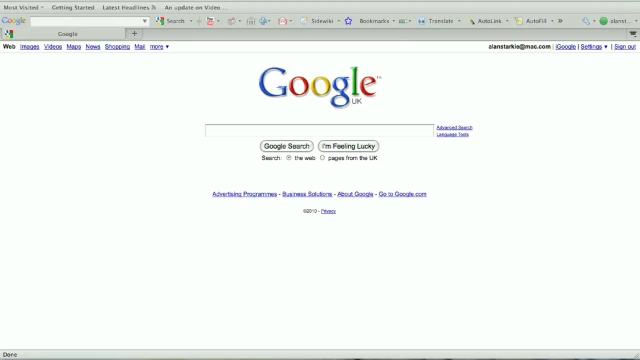 Most Visited Getting Started Latest Headlines An update on Video ...
Google Search Sidewiki Bookmarks Translate AutoLink AutoFill » alanst
Google
Web Images Videos Maps News Shopping Mail more ▼ alanstarkie@mac.com | iGoogle | Settings ▼ | Sign out
Google™
UK
Advanced Search
Language Tools
Google Search I'm Feeling Lucky
Search: the web pages from the UK
Advertising Programmes - Business Solutions - About Google - Go to Google.com
©2010 - Privacy
Done